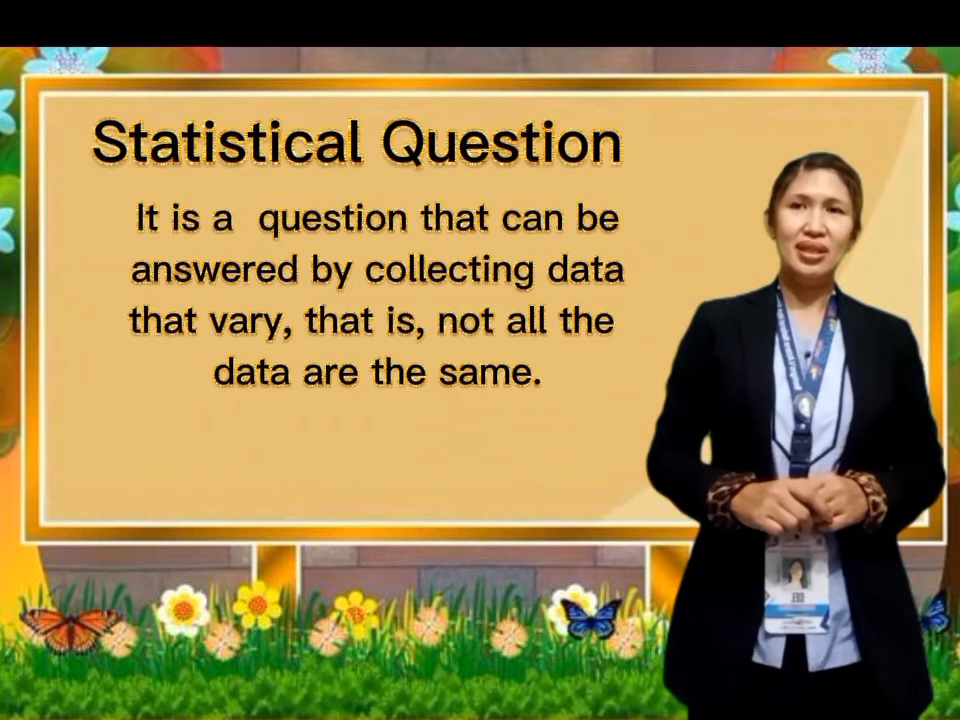 Statistical Question
It is a question that can be
answered by collecting data
that vary, that is, not all the
data are the same.